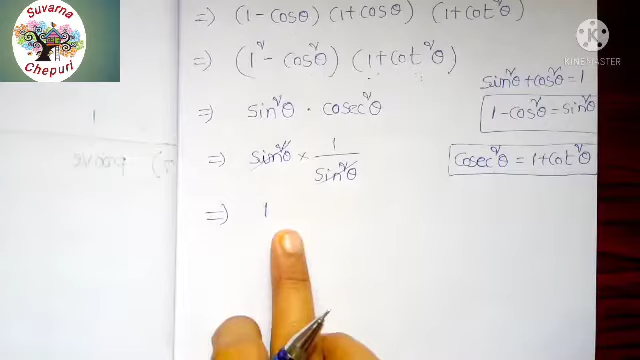 Suvarna
Chepuri
KINEMASTER
=) (1 - cosθ) (1 + cosθ) (1 + cot²θ)
=) (1² - cos²θ) (1 + cot²θ)
=) sin²θ · cosec²θ
=) sin²θ × 1/sin²θ
=) 1
sin²θ + cos²θ = 1
1 - cos²θ = sin²θ
Cosec²θ = 1 + cot²θ